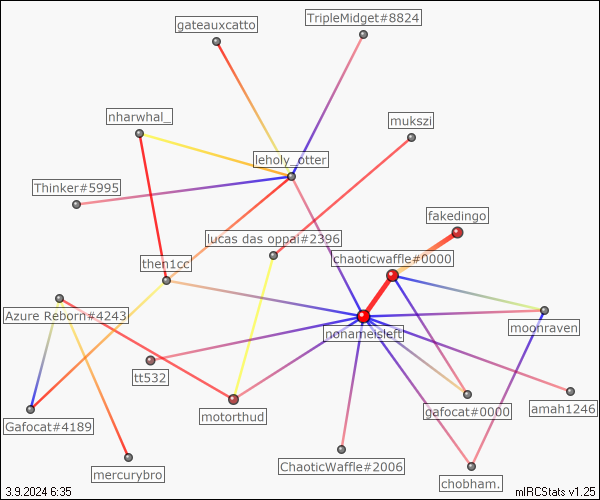 TripleMidget#8824
gateauxcatto
nharwhal_
mukszi
leholy_otter
Thinker#5995
fakedingo
lucas das oppai#2396
chaoticwaffle#0000
then1cc
Azure Reborn#4243
moonraven
nonameisleft
tt532
amah1246
motorthud
gafocat#0000
Gafocat#4189
ChaoticWaffle#2006
mercurybro
chobham.
3.9.2024 6:35
mIRCStats v1.25